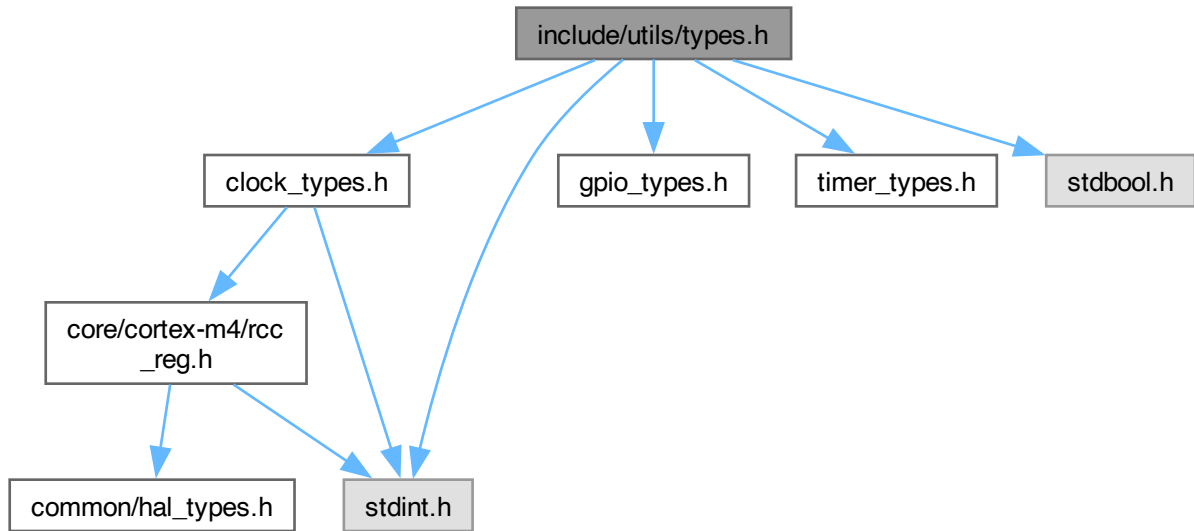 include/utils/types.h
clock_types.h
gpio_types.h
timer_types.h
stdbool.h
core/cortex-m4/rcc
_reg.h
common/hal_types.h
stdint.h